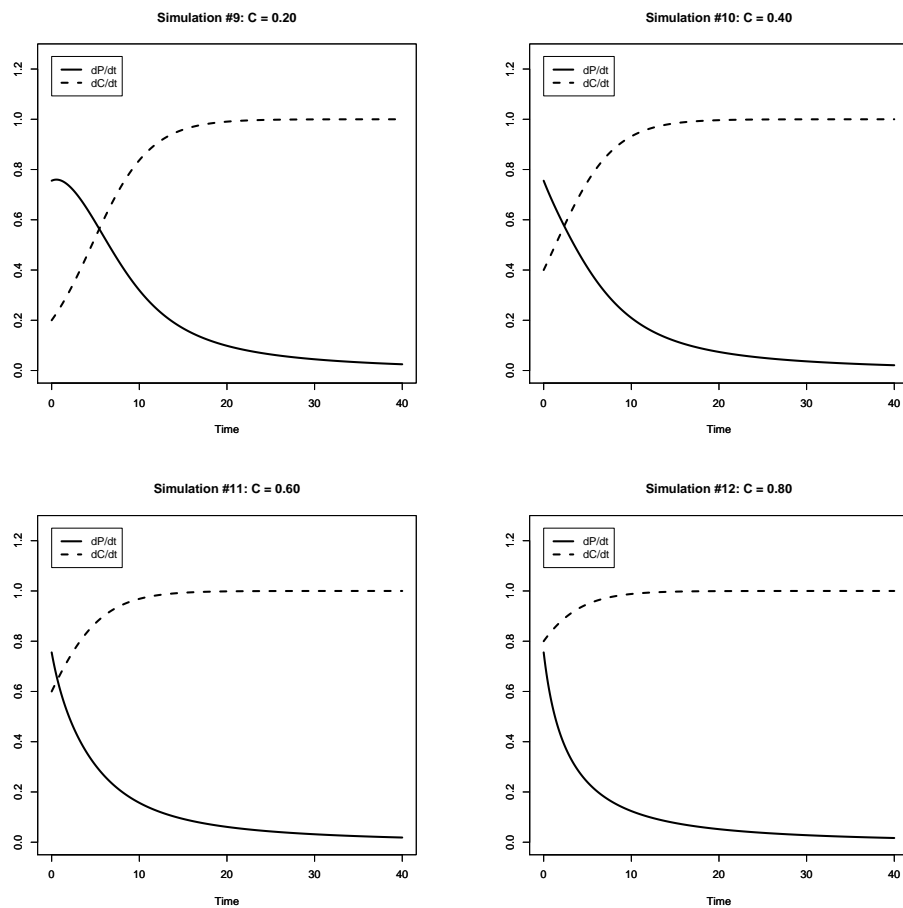 Simulation #9: C = 0.20
dP/dt
dC/dt
0.0 0.2 0.4 0.6 0.8 1.0 1.2
0 10 20 30 40
Time
Simulation #10: C = 0.40
dP/dt
dC/dt
0.0 0.2 0.4 0.6 0.8 1.0 1.2
0 10 20 30 40
Time
Simulation #11: C = 0.60
dP/dt
dC/dt
0.0 0.2 0.4 0.6 0.8 1.0 1.2
0 10 20 30 40
Time
Simulation #12: C = 0.80
dP/dt
dC/dt
0.0 0.2 0.4 0.6 0.8 1.0 1.2
0 10 20 30 40
Time